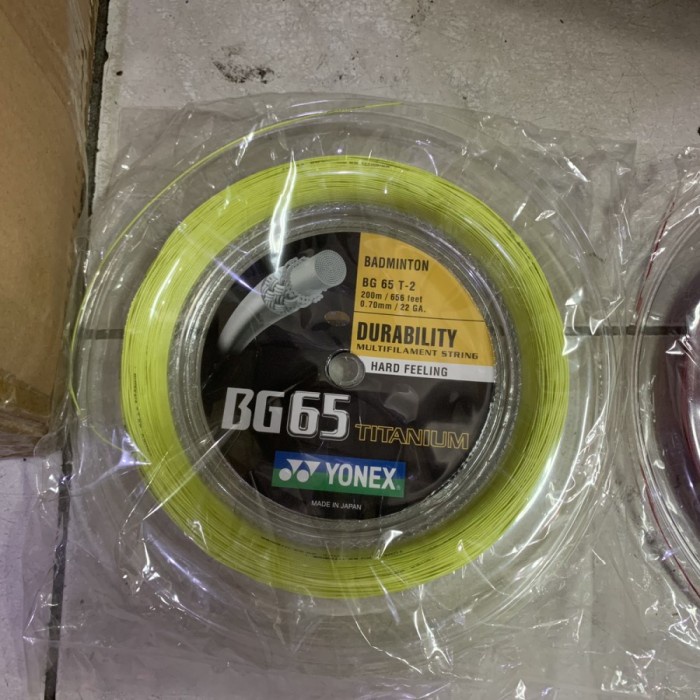 BADMINTON
BG 65 T-2
200m / 656 feet
0.70mm / 22 GA.
DURABILITY
MULTIFILAMENT STRING
HARD FEELING
BG65 TITANIUM
YONEX
MADE IN JAPAN